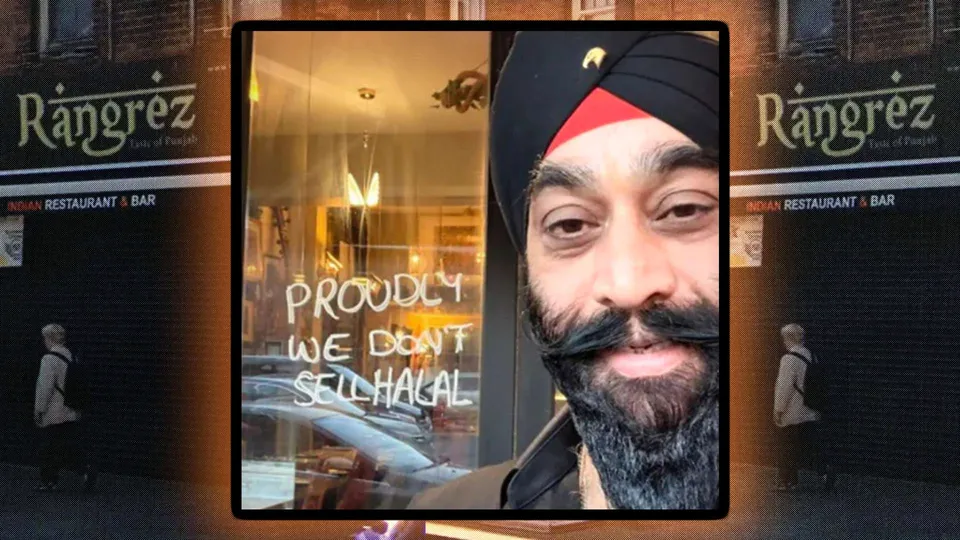 Rangrez
Taste of Punjab
INDIAN RESTAURANT & BAR
PROUDLY
WE DON'T
SELL HALAL
Rangrez
Taste of Punjab
INDIAN RESTAURANT & BAR